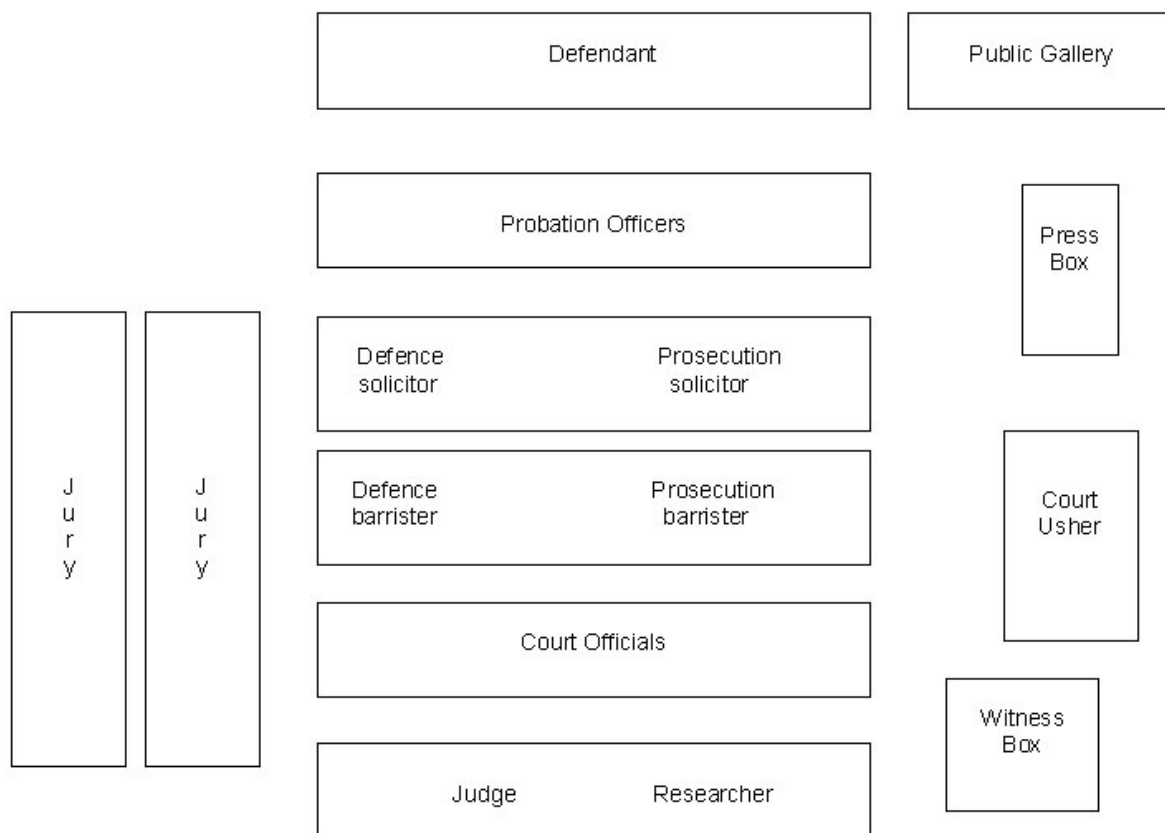 Defendant
Public Gallery
Probation Officers
Press
Box
Defence
solicitor
Prosecution
solicitor
J
u
r
y
J
u
r
y
Defence
barrister
Prosecution
barrister
Court
Usher
Court Officials
Witness
Box
Judge
Researcher